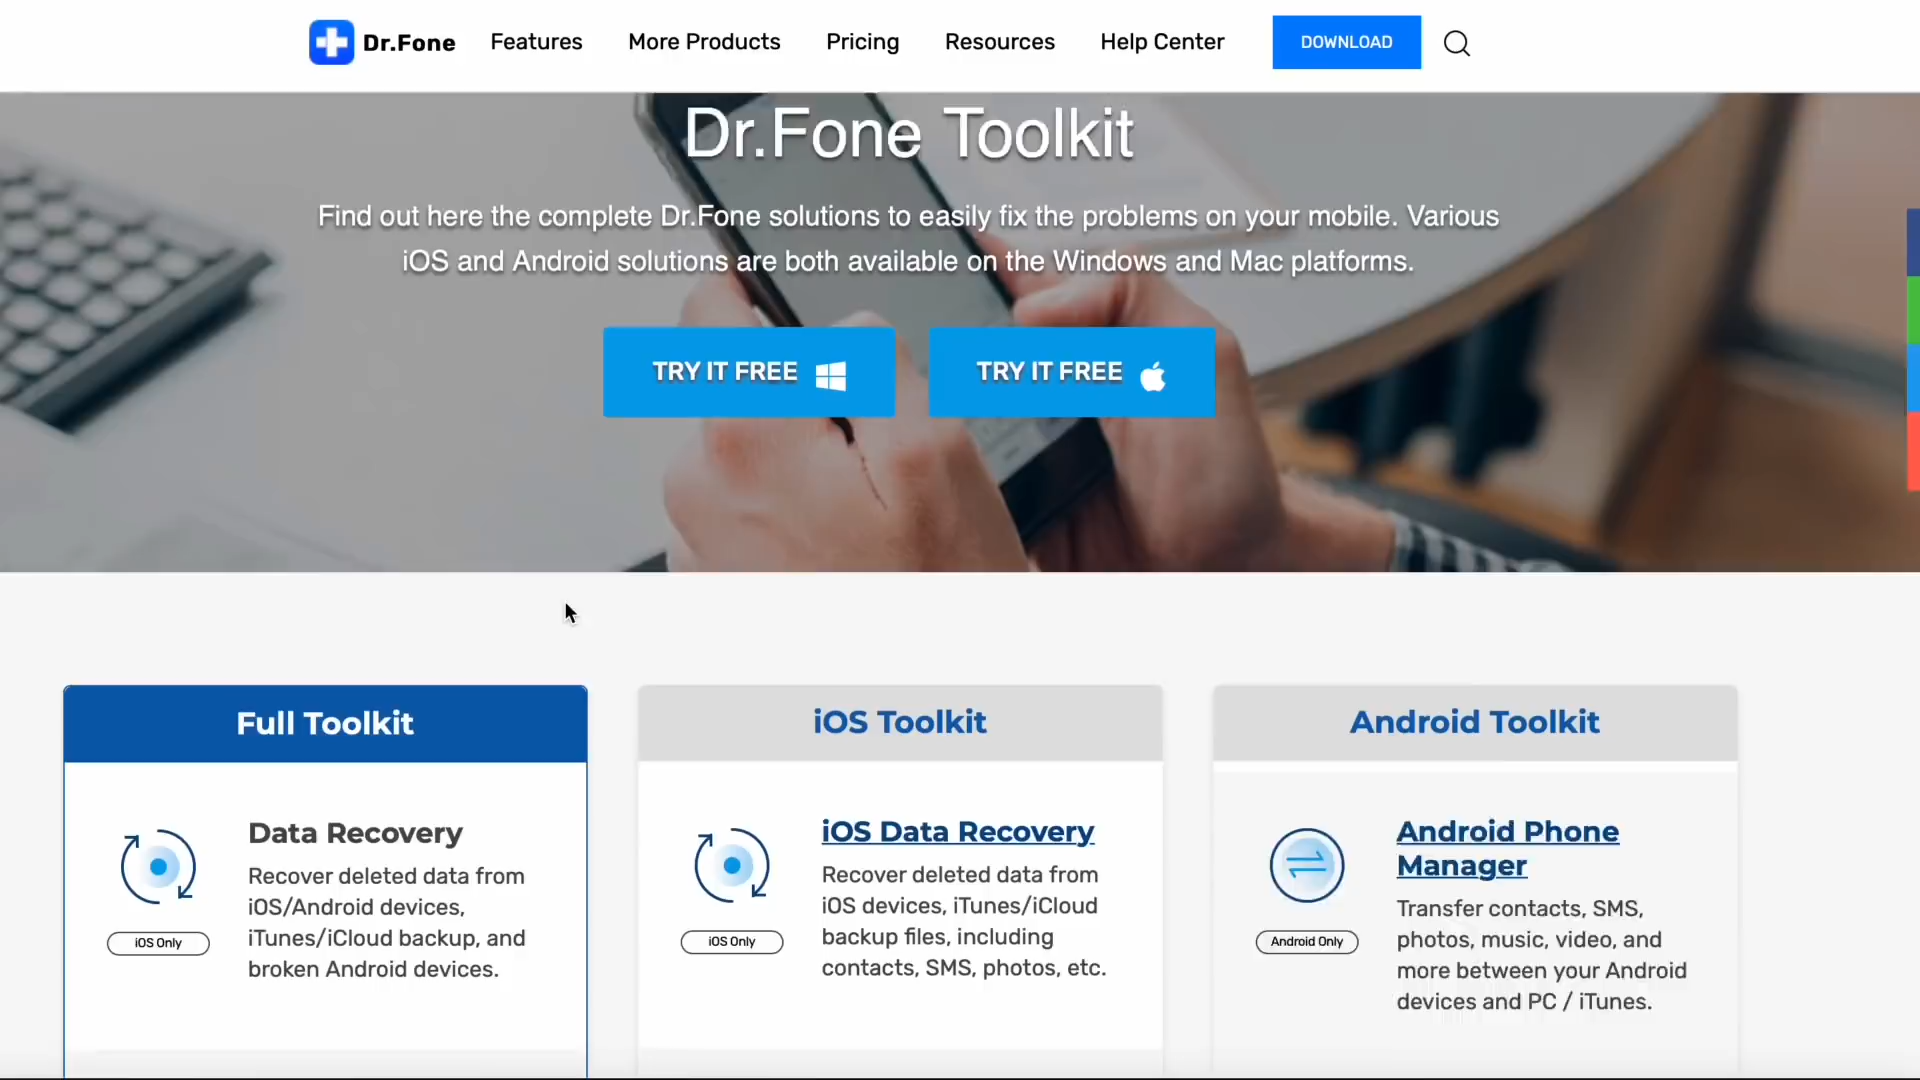 Dr.Fone
Features
More Products
Pricing
Resources
Help Center
DOWNLOAD
Dr.Fone Toolkit
Find out here the complete Dr.Fone solutions to easily fix the problems on your mobile. Various
iOS and Android solutions are both available on the Windows and Mac platforms.
TRY IT FREE
TRY IT FREE
Full Toolkit
Data Recovery
Recover deleted data from
iOS/Android devices,
iTunes/iCloud backup, and
broken Android devices.
iOS Only
iOS Toolkit
iOS Data Recovery
Recover deleted data from
iOS devices, iTunes/iCloud
backup files, including
contacts, SMS, photos, etc.
iOS Only
Android Toolkit
Android Phone
Manager
Transfer contacts, SMS,
photos, music, video, and
more between your Android
devices and PC / iTunes.
Android Only